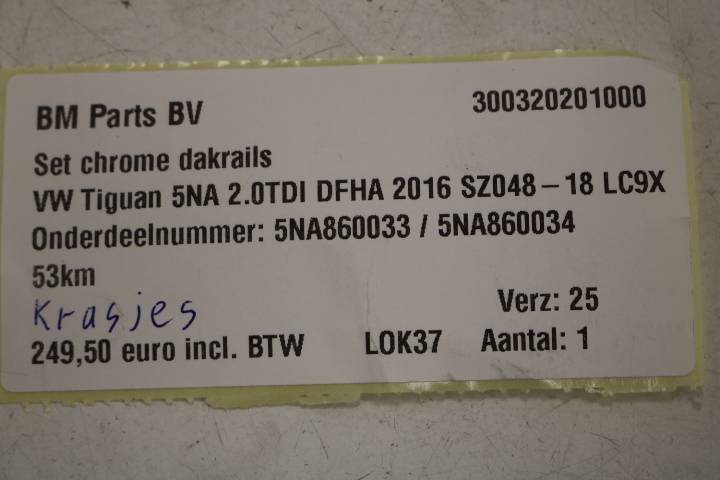 BM Parts BV 300320201000
Set chrome dakrails
VW Tiguan 5NA 2.0TDI DFHA 2016 SZ048-18 LC9X
Onderdeelnummer: 5NA860033 / 5NA860034
53km
Krasjes Verz: 25
249,50 euro incl. BTW LOK37 Aantal: 1